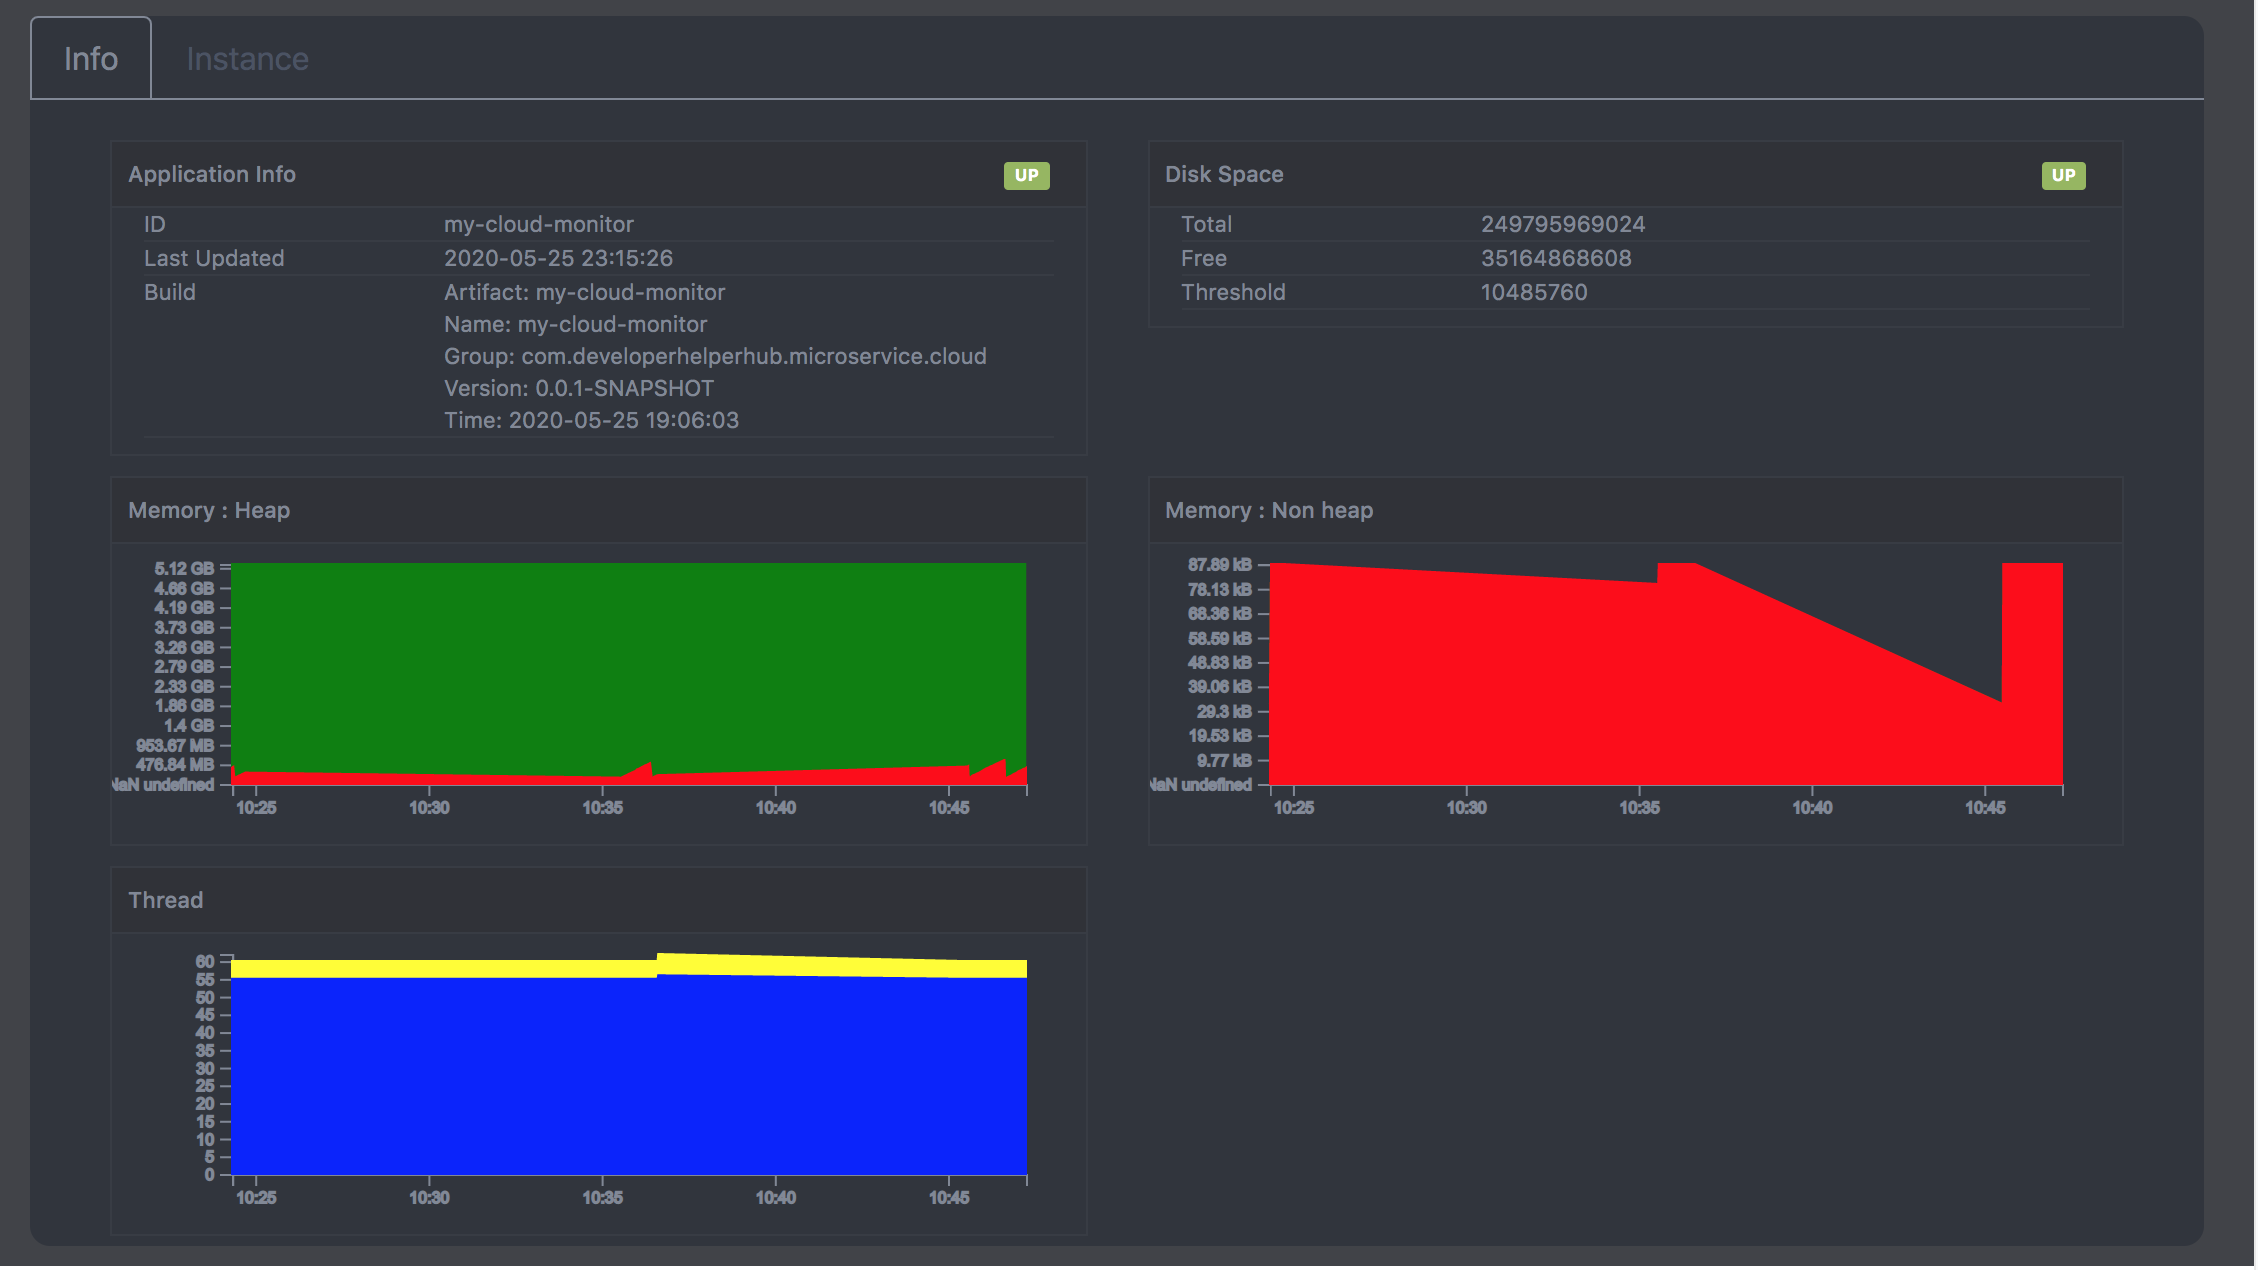 Info Instance
Application Info UP
ID my-cloud-monitor
Last Updated 2020-05-25 23:15:26
Build Artifact: my-cloud-monitor
Name: my-cloud-monitor
Group: com.developerhelperhub.microservice.cloud
Version: 0.0.1-SNAPSHOT
Time: 2020-05-25 19:06:03
Disk Space UP
Total 249795969024
Free 35164868608
Threshold 10485760
Memory : Heap
5.12 GB
4.66 GB
4.19 GB
3.73 GB
3.26 GB
2.79 GB
2.33 GB
1.86 GB
1.4 GB
953.67 MB
476.84 MB
NaN undefined
10:25 10:30 10:35 10:40 10:45
Memory : Non heap
87.89 kB
78.13 kB
68.36 kB
58.59 kB
48.83 kB
39.06 kB
29.3 kB
19.53 kB
9.77 kB
NaN undefined
10:25 10:30 10:35 10:40 10:45
Thread
60
55
50
45
40
35
30
25
20
15
10
5
0
10:25 10:30 10:35 10:40 10:45